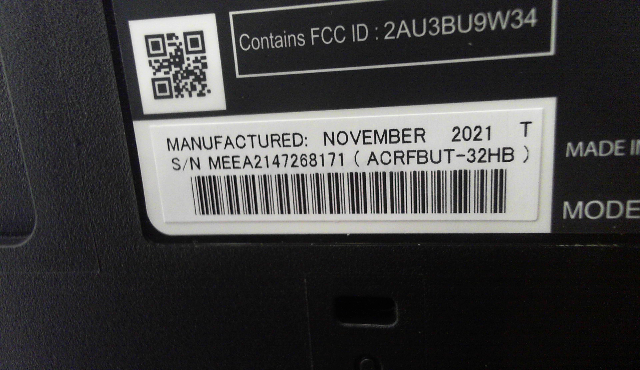 Contains FCC ID : 2AU3BU9W34
MANUFACTURED: NOVEMBER 2021 T
S/N MEEA2147268171 ( ACRFBUT-32HB )
MADE IN
MODE